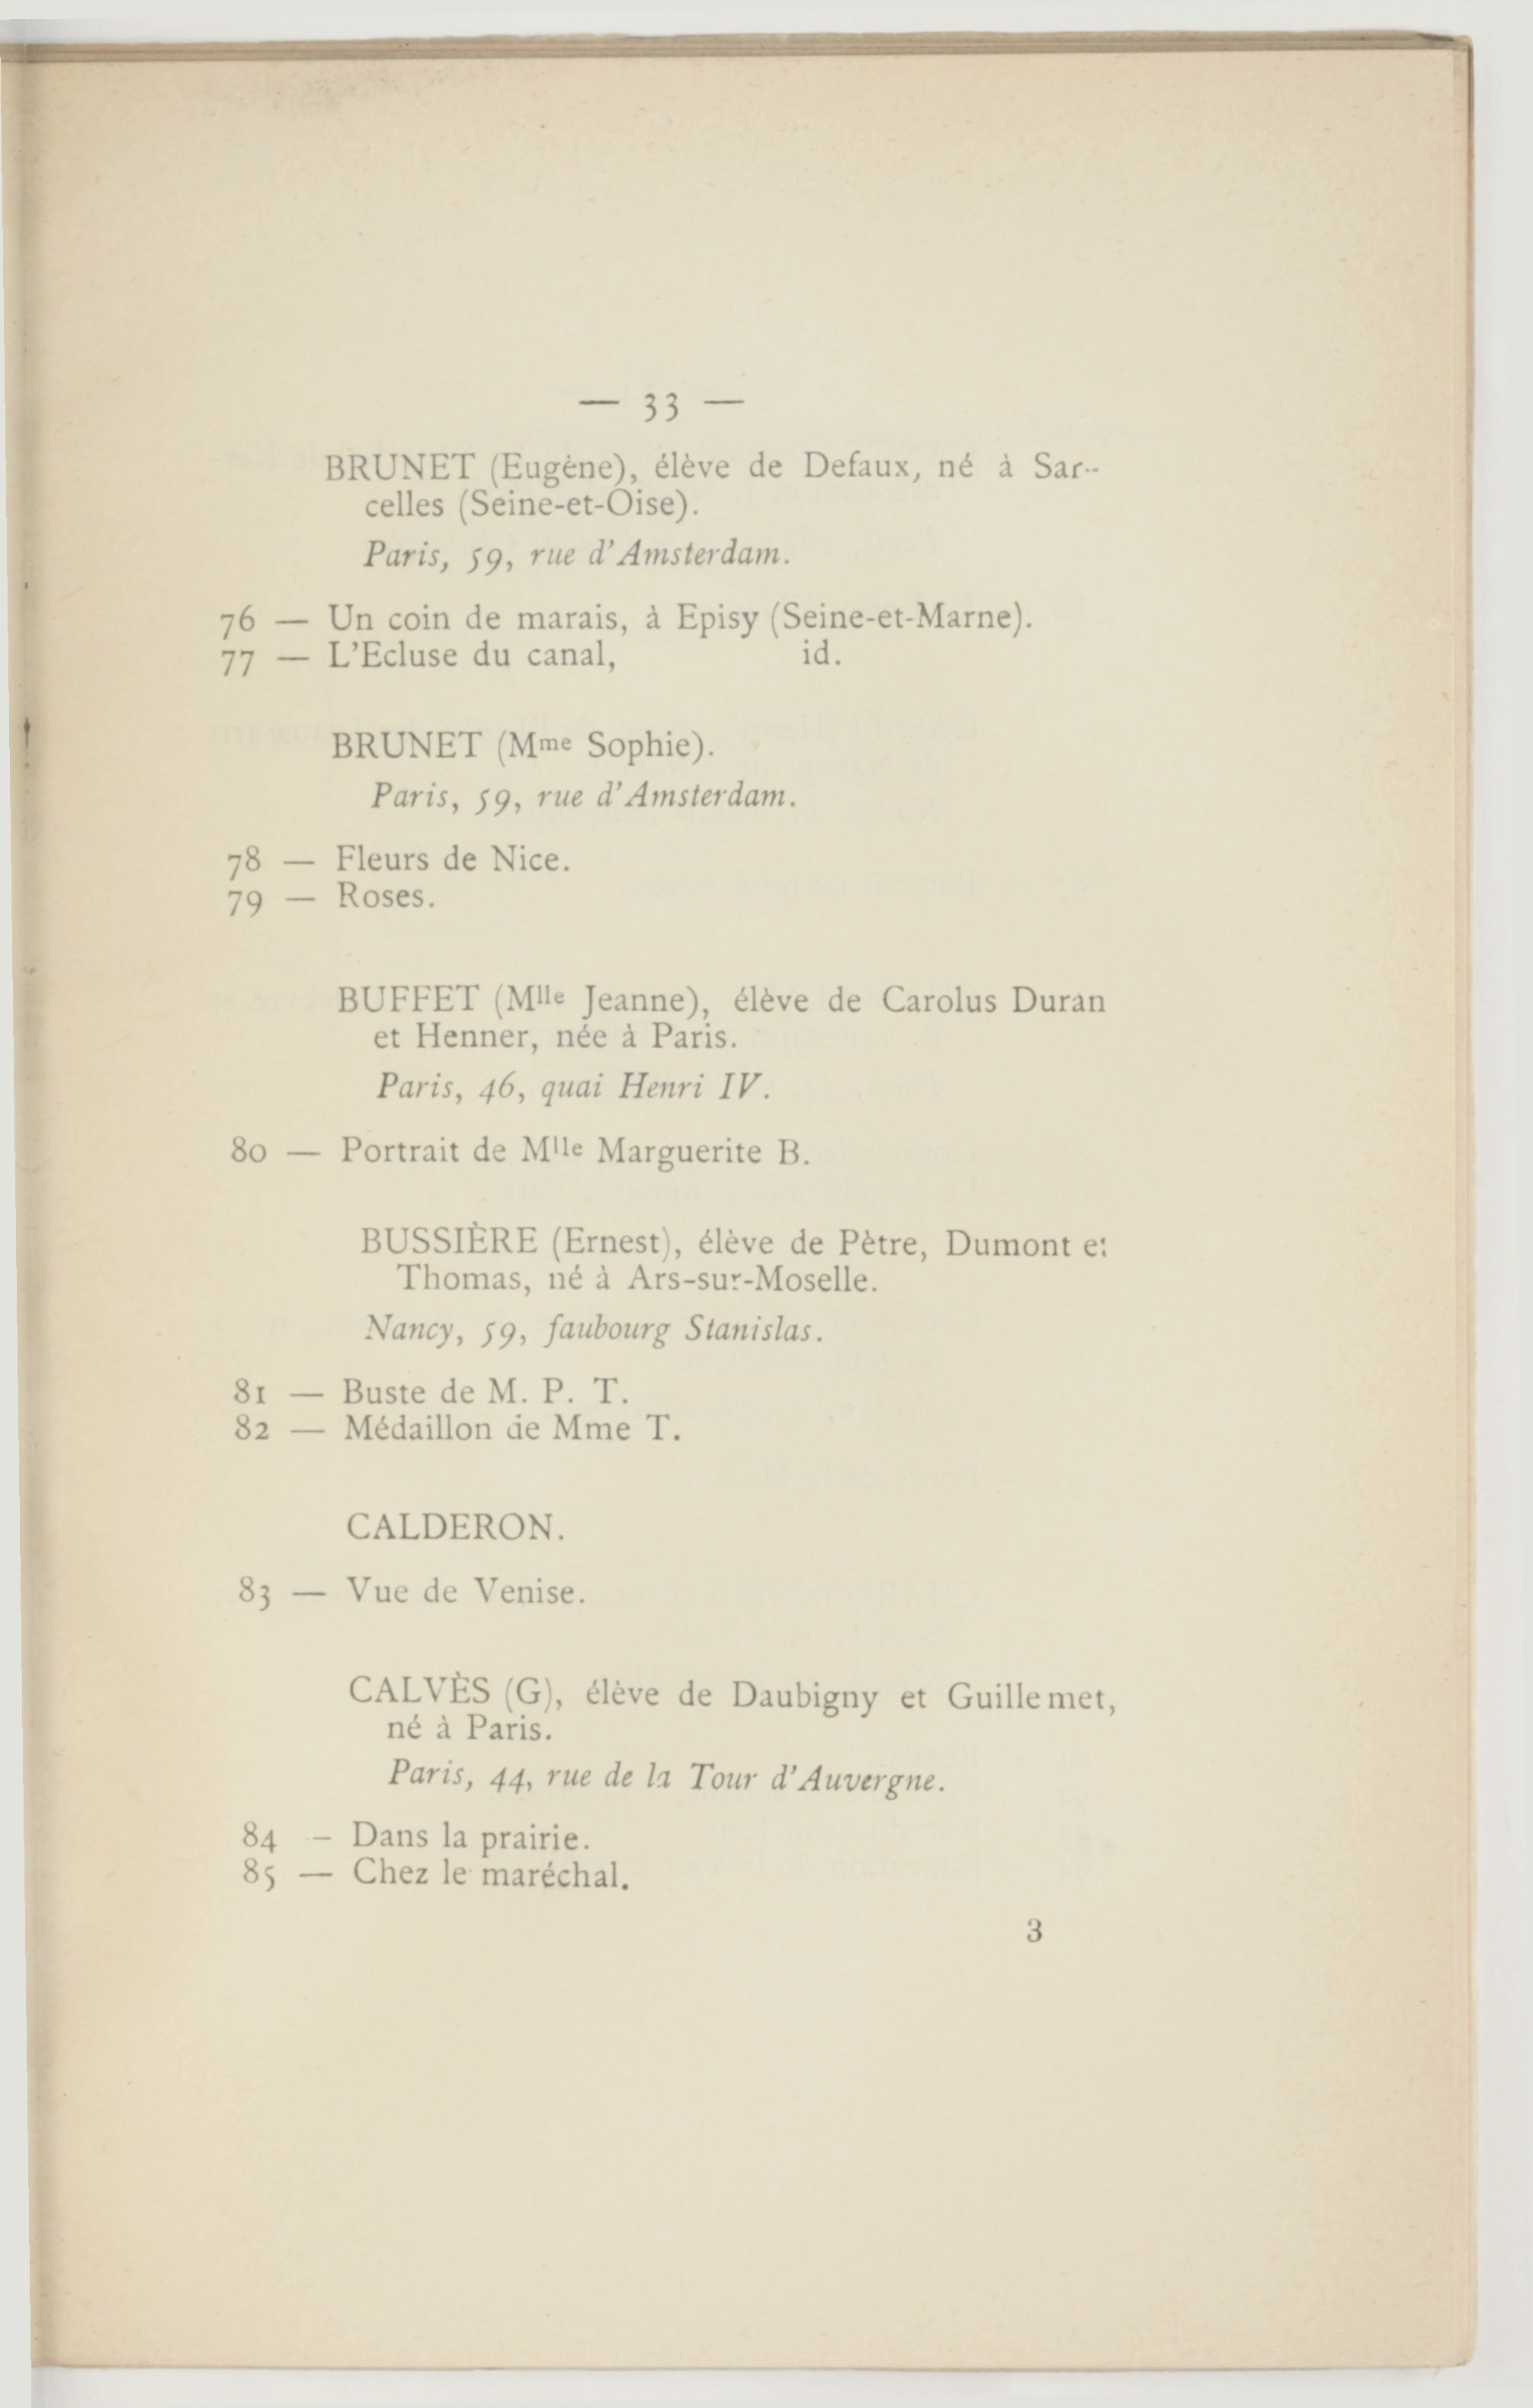 — 33 —
BRUNET (Eugène), élève de Defaux, né à Sar-
celles (Seine-et-Oise).
Paris, 59, rue d'Amsterdam.
76 — Un coin de marais, à Episy (Seine-et-Marne).
77 — L'Ecluse du canal, id.
BRUNET (Mme Sophie).
Paris, 59, rue d'Amsterdam.
78 — Fleurs de Nice.
79 — Roses.
BUFFET (Mlle Jeanne), élève de Carolus Duran
et Henner, née à Paris.
Paris, 46, quai Henri IV.
80 — Portrait de Mlle Marguerite B.
BUSSIÈRE (Ernest), élève de Pètre, Dumont et
Thomas, né à Ars-sur-Moselle.
Nancy, 59, faubourg Stanislas.
81 — Buste de M. P. T.
82 — Médaillon de Mme T.
CALDERON.
83 — Vue de Venise.
CALVÈS (G), élève de Daubigny et Guillemet,
né à Paris.
Paris, 44, rue de la Tour d'Auvergne.
84 — Dans la prairie.
85 — Chez le maréchal.
3